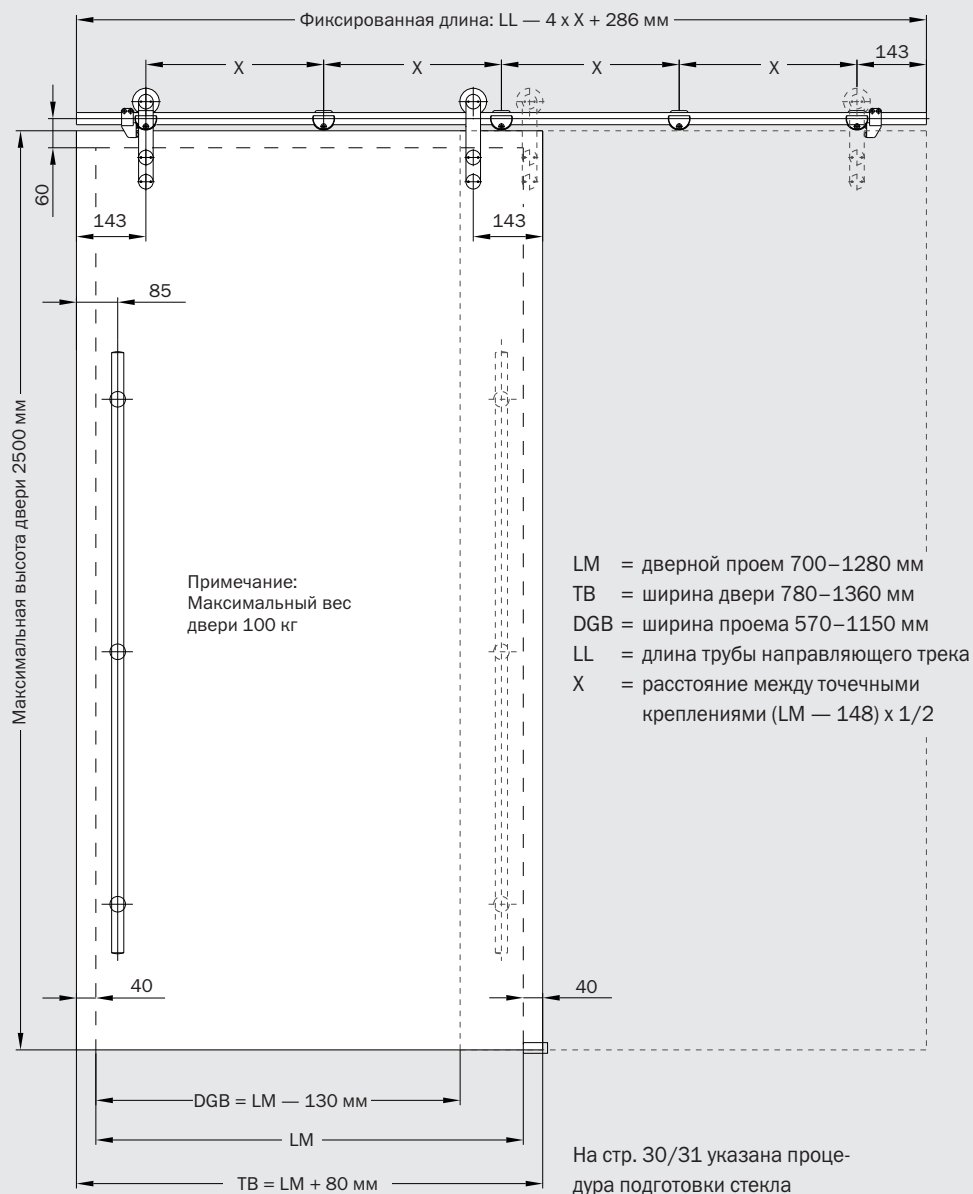 Фиксированная длина: LL — 4 x X + 286 мм
X
X
X
X
143
60
143
143
85
Максимальная высота двери 2500 мм
Примечание:
Максимальный вес
двери 100 кг
LM = дверной проем 700–1280 мм
TB = ширина двери 780–1360 мм
DGB = ширина проема 570–1150 мм
LL = длина трубы направляющего трека
X = расстояние между точечными
креплениями (LM — 148) x 1/2
40
40
DGB = LM — 130 мм
LM
TB = LM + 80 мм
На стр. 30/31 указана проце-
дура подготовки стекла